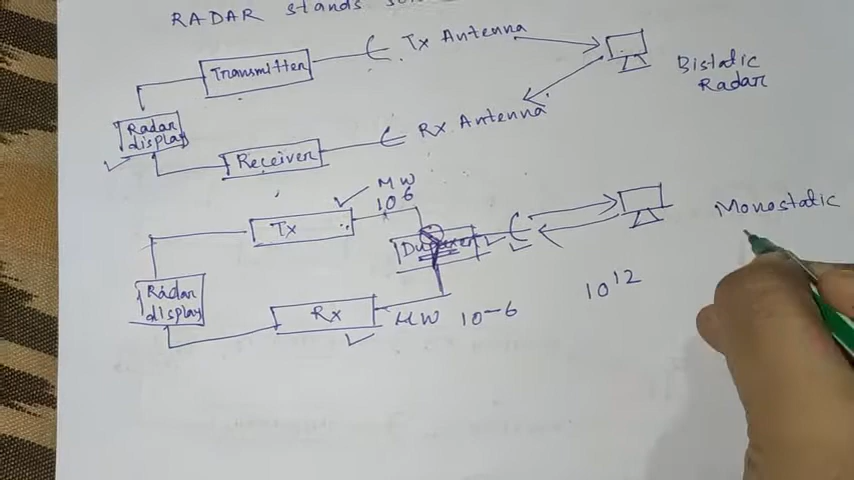 RADAR stands
Transmitter
Tx Antenna
Bistatic
Radar
Radar
display
Receiver
Rx Antenna
MW
10 6
Tx
Duplexer
Monostatic
Radar
display
Rx
MW 10-6
10 12